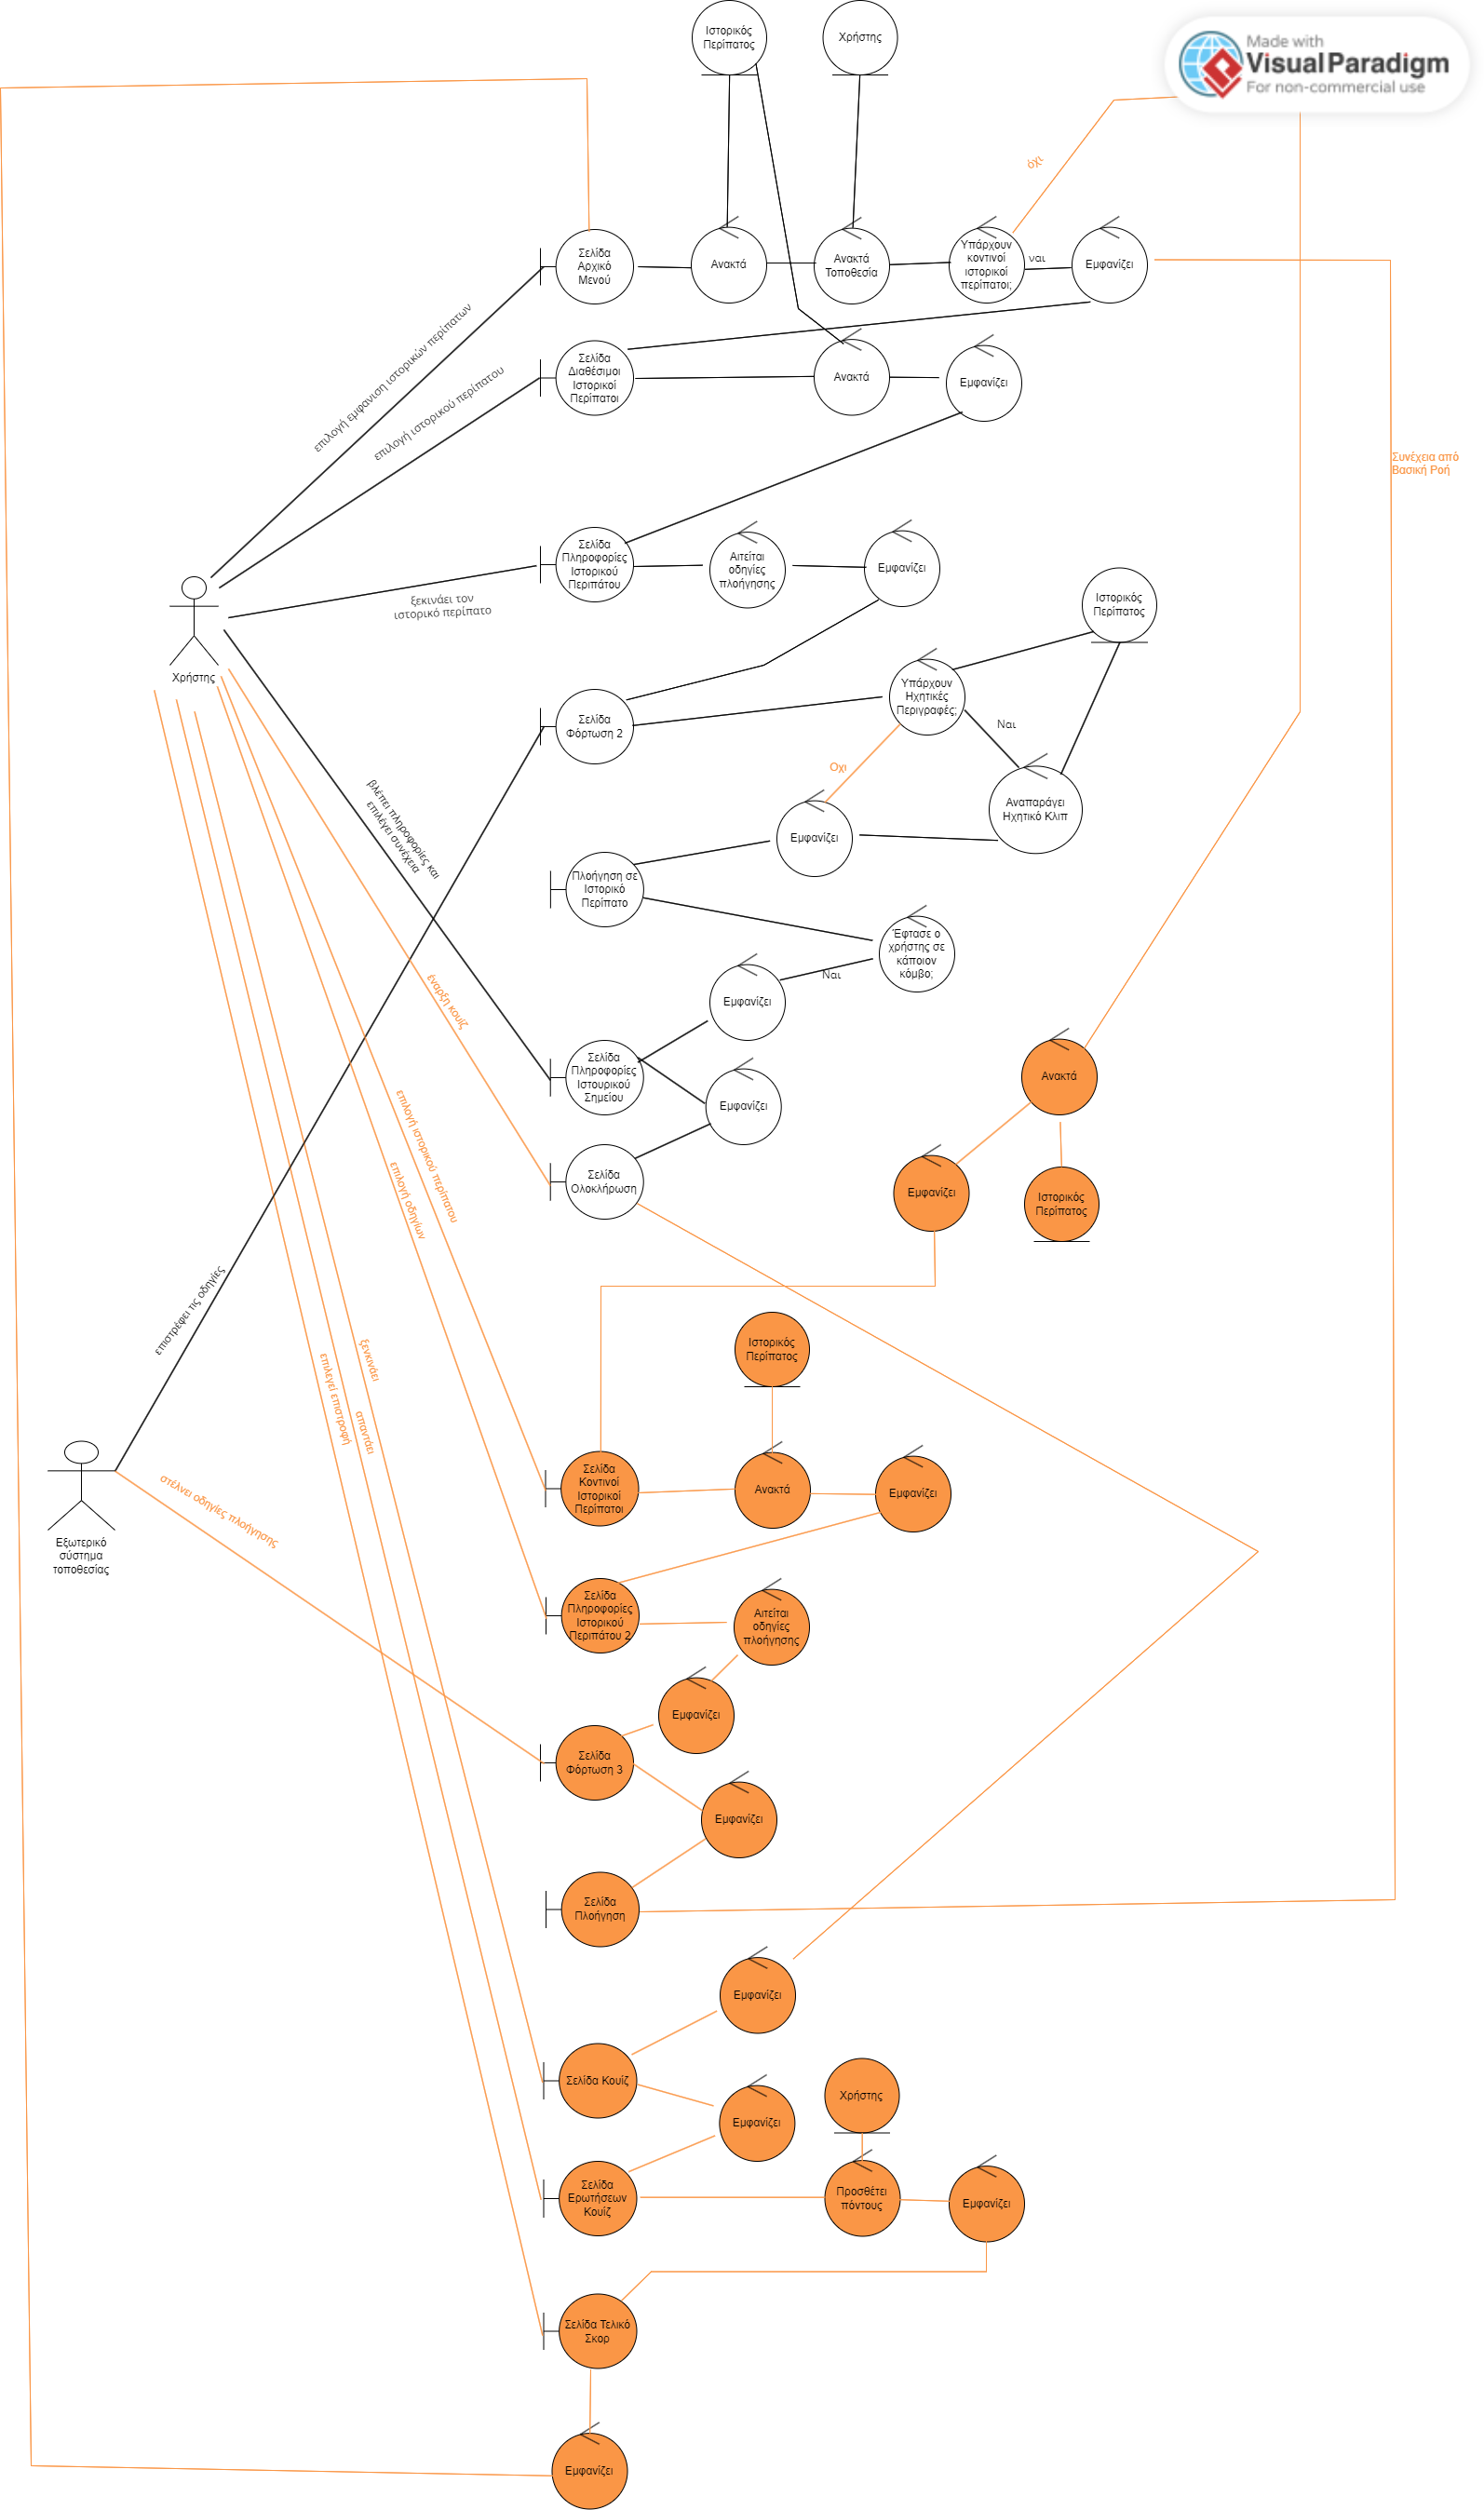 Ιστορικός
Περίπατος
Χρήστης
Made with
Visual Paradigm
For non-commercial use
όχι
Σελίδα
Αρχικό
Μενού
Ανακτά
Ανακτά
Τοποθεσία
Υπάρχουν
κοντινοί
ιστορικοί
περίπατοι;
ναι
Εμφανίζει
επιλογή εμφανιση ιστορικών περίπατων
Σελίδα
Διαθέσιμοι
Ιστορικοί
Περίπατοι
Ανακτά
Εμφανίζει
επιλογή ιστορικού περίπατου
Συνέχεια από
Βασική Ροή
Σελίδα
Πληροφορίες
Ιστορικού
Περιπάτου
Αιτείται
οδηγίες
πλοήγησης
Εμφανίζει
ξεκινάει τον
ιστορικό περίπατο
Ιστορικός
Περίπατος
Χρήστης
Υπάρχουν
Ηχητικές
Περιγραφές;
Σελίδα
Φόρτωση 2
Ναι
Οχι
Αναπαράγει
Ηχητικό Κλιπ
Εμφανίζει
βλέπει πληροφορίες και
επιλέγει συνέχεια
Πλοήγηση σε
Ιστορικό
Περίπατο
Έφτασε ο
χρήστης σε
κάποιον
κόμβο;
Ναι
Εμφανίζει
έναρξη κουίζ
Σελίδα
Πληροφορίες
Ιστουρικού
Σημείου
Ανακτά
Εμφανίζει
επιλογή ιστορικού περίπατου
Σελίδα
Ολοκλήρωση
Εμφανίζει
Ιστορικός
Περίπατος
επιλογή οδηγίων
επιστρέφει τις οδηγίες
Ιστορικός
Περίπατος
ξενκινάει
επιλεγεί επιστροφή
απαντάει
Σελίδα
Κοντινοί
Ιστορικοί
Περίπατοι
Ανακτά
Εμφανίζει
στέλνει οδηγίες πλοήγησης
Εξωτερικό
σύστημα
τοποθεσίας
Σελίδα
Πληροφορίες
Ιστορικού
Περιπάτου 2
Αιτείται
οδηγίες
πλοήγησης
Εμφανίζει
Σελίδα
Φόρτωση 3
Εμφανίζει
Σελίδα
Πλοήγηση
Εμφανίζει
Σελίδα Κουίζ
Χρήστης
Εμφανίζει
Σελίδα
Ερωτήσεων
Κουίζ
Προσθέτει
πόντους
Εμφανίζει
Σελίδα Τελικό
Σκορ
Εμφανίζει